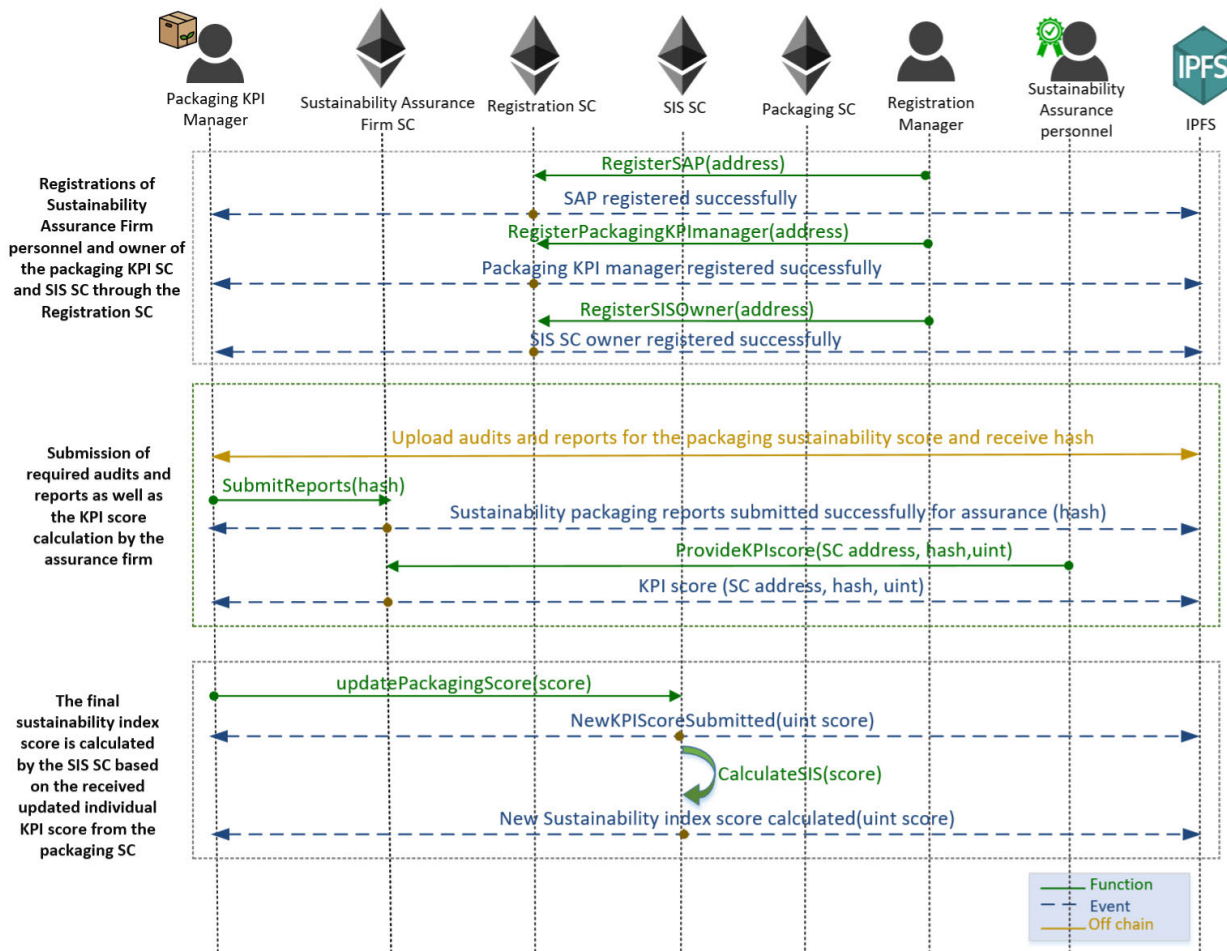 IPFS
Packaging KPI
Manager
Sustainability Assurance
Firm SC
Registration SC
SIS SC
Packaging SC
Registration
Manager
Sustainability
Assurance
personnel
IPFS
Registrations of
Sustainability
Assurance Firm
personnel and owner of
the packaging KPI SC
and SIS SC through the
Registration SC
RegisterSAP(address)
SAP registered successfully
RegisterPackagingKPImanager(address)
Packaging KPI manager registered successfully
RegisterSISOwner(address)
SIS SC owner registered successfully
Submission of
required audits and
reports as well as
the KPI score
calculation by the
assurance firm
Upload audits and reports for the packaging sustainability score and receive hash
SubmitReports(hash)
Sustainability packaging reports submitted successfully for assurance (hash)
ProvideKPIscore(SC address, hash,uint)
KPI score (SC address, hash, uint)
The final
sustainability index
score is calculated
by the SIS SC based
on the received
updated individual
KPI score from the
packaging SC
updatePackagingScore(score)
NewKPIScoreSubmitted(uint score)
CalculateSIS(score)
New Sustainability index score calculated(uint score)
Function
Event
Off chain